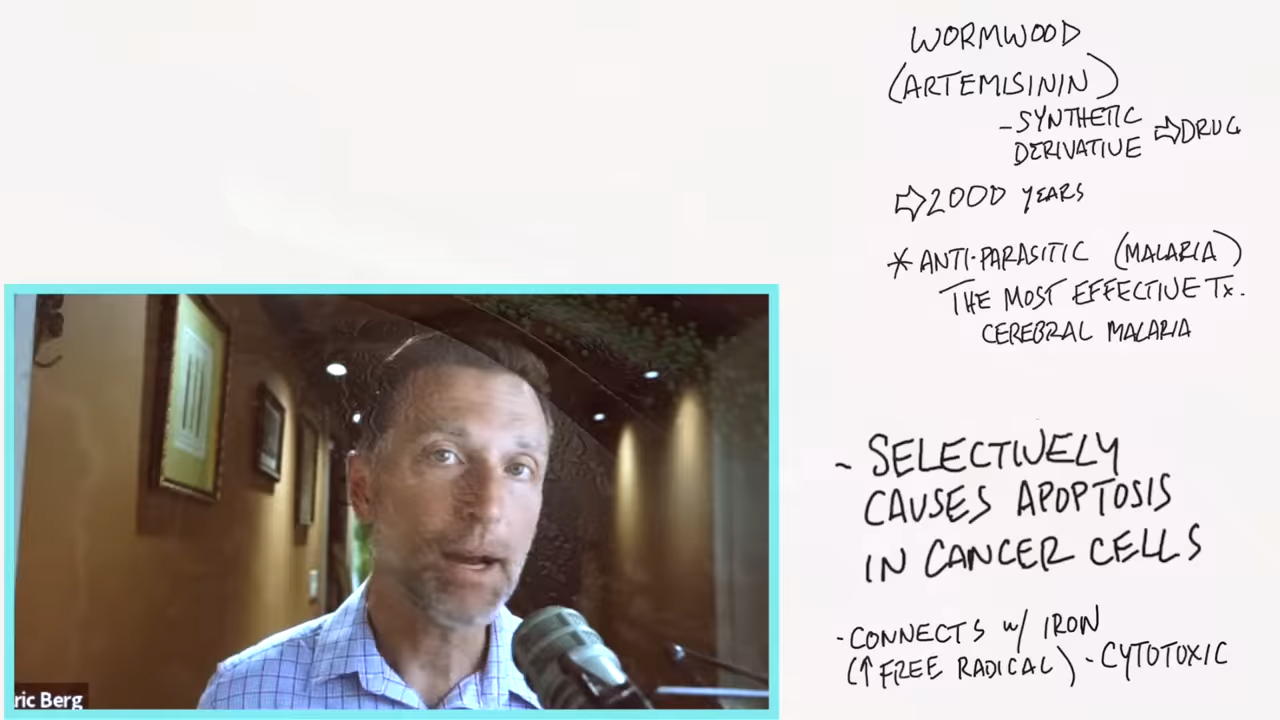 WORMWOOD
(ARTEMISININ)
- SYNTHETIC
DERIVATIVE ⇨ DRUG
⇨ 2000 YEARS
* ANTI-PARASITIC (MALARIA)
THE MOST EFFECTIVE Tx.
CEREBRAL MALARIA
~ SELECTIVELY
CAUSES APOPTOSIS
IN CANCER CELLS
- CONNECTS w/ IRON
(↑ FREE RADICAL) - CYTOTOXIC
ric Berg